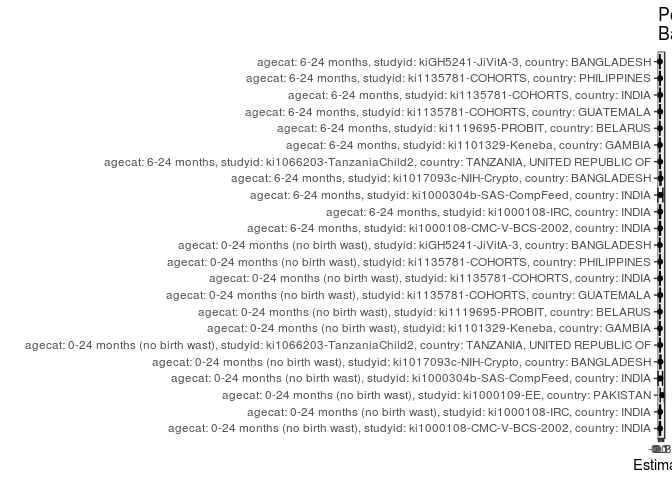 Po
Ba
agecat: 6-24 months, studyid: kiGH5241-JiVitA-3, country: BANGLADESH
agecat: 6-24 months, studyid: ki1135781-COHORTS, country: PHILIPPINES
agecat: 6-24 months, studyid: ki1135781-COHORTS, country: INDIA
agecat: 6-24 months, studyid: ki1135781-COHORTS, country: GUATEMALA
agecat: 6-24 months, studyid: ki1119695-PROBIT, country: BELARUS
agecat: 6-24 months, studyid: ki1101329-Keneba, country: GAMBIA
agecat: 6-24 months, studyid: ki1066203-TanzaniaChild2, country: TANZANIA, UNITED REPUBLIC OF
agecat: 6-24 months, studyid: ki1017093c-NIH-Crypto, country: BANGLADESH
agecat: 6-24 months, studyid: ki1000304b-SAS-CompFeed, country: INDIA
agecat: 6-24 months, studyid: ki1000108-IRC, country: INDIA
agecat: 6-24 months, studyid: ki1000108-CMC-V-BCS-2002, country: INDIA
agecat: 0-24 months (no birth wast), studyid: kiGH5241-JiVitA-3, country: BANGLADESH
agecat: 0-24 months (no birth wast), studyid: ki1135781-COHORTS, country: PHILIPPINES
agecat: 0-24 months (no birth wast), studyid: ki1135781-COHORTS, country: INDIA
agecat: 0-24 months (no birth wast), studyid: ki1135781-COHORTS, country: GUATEMALA
agecat: 0-24 months (no birth wast), studyid: ki1119695-PROBIT, country: BELARUS
agecat: 0-24 months (no birth wast), studyid: ki1101329-Keneba, country: GAMBIA
agecat: 0-24 months (no birth wast), studyid: ki1066203-TanzaniaChild2, country: TANZANIA, UNITED REPUBLIC OF
agecat: 0-24 months (no birth wast), studyid: ki1017093c-NIH-Crypto, country: BANGLADESH
agecat: 0-24 months (no birth wast), studyid: ki1000304b-SAS-CompFeed, country: INDIA
agecat: 0-24 months (no birth wast), studyid: ki1000109-EE, country: PAKISTAN
agecat: 0-24 months (no birth wast), studyid: ki1000108-IRC, country: INDIA
agecat: 0-24 months (no birth wast), studyid: ki1000108-CMC-V-BCS-2002, country: INDIA
Estima